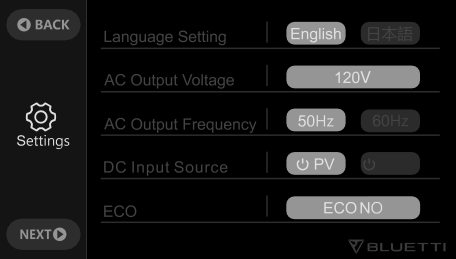 BACK
Language Setting English 日本語
AC Output Voltage 120V
AC Output Frequency 50Hz 60Hz
Settings
DC Input Source PV
ECO ECO NO
NEXT
BLUETTI